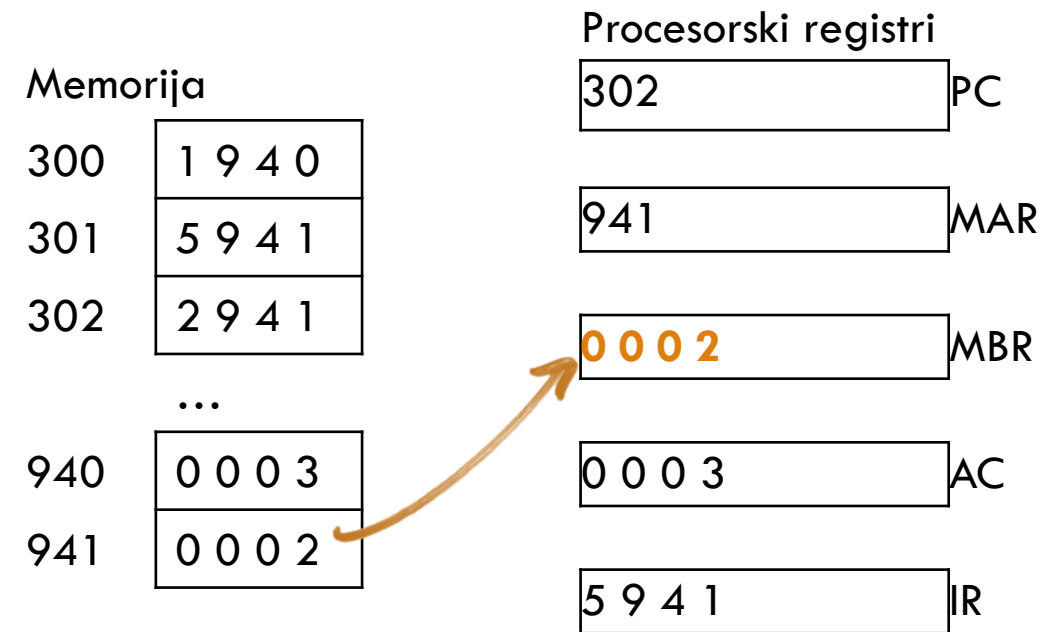 Memorija
300 1 9 4 0
301 5 9 4 1
302 2 9 4 1
...
940 0 0 0 3
941 0 0 0 2
Procesorski registri
302 PC
941 MAR
0 0 0 2 MBR
0 0 0 3 AC
5 9 4 1 IR